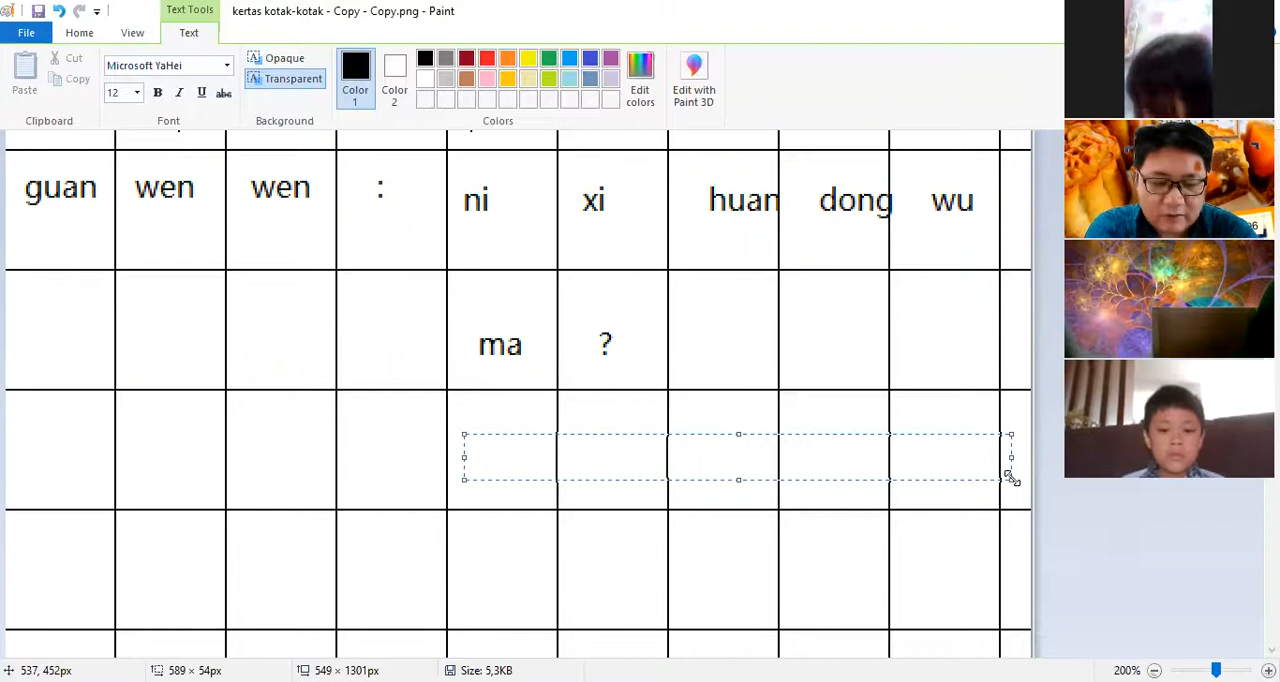 Text Tools
kertas kotak-kotak - Copy - Copy.png - Paint
File Home View Text
Paste
Cut
Copy
Clipboard
Microsoft YaHei
12 B I U abc
Font
Opaque
Transparent
Background
Color 1
Color 2
Colors
Edit colors
Edit with Paint 3D
guan wen wen : ni xi huan dong wu
ma ?
537, 452px
589 × 54px
549 × 1301px
Size: 5,3KB
200%